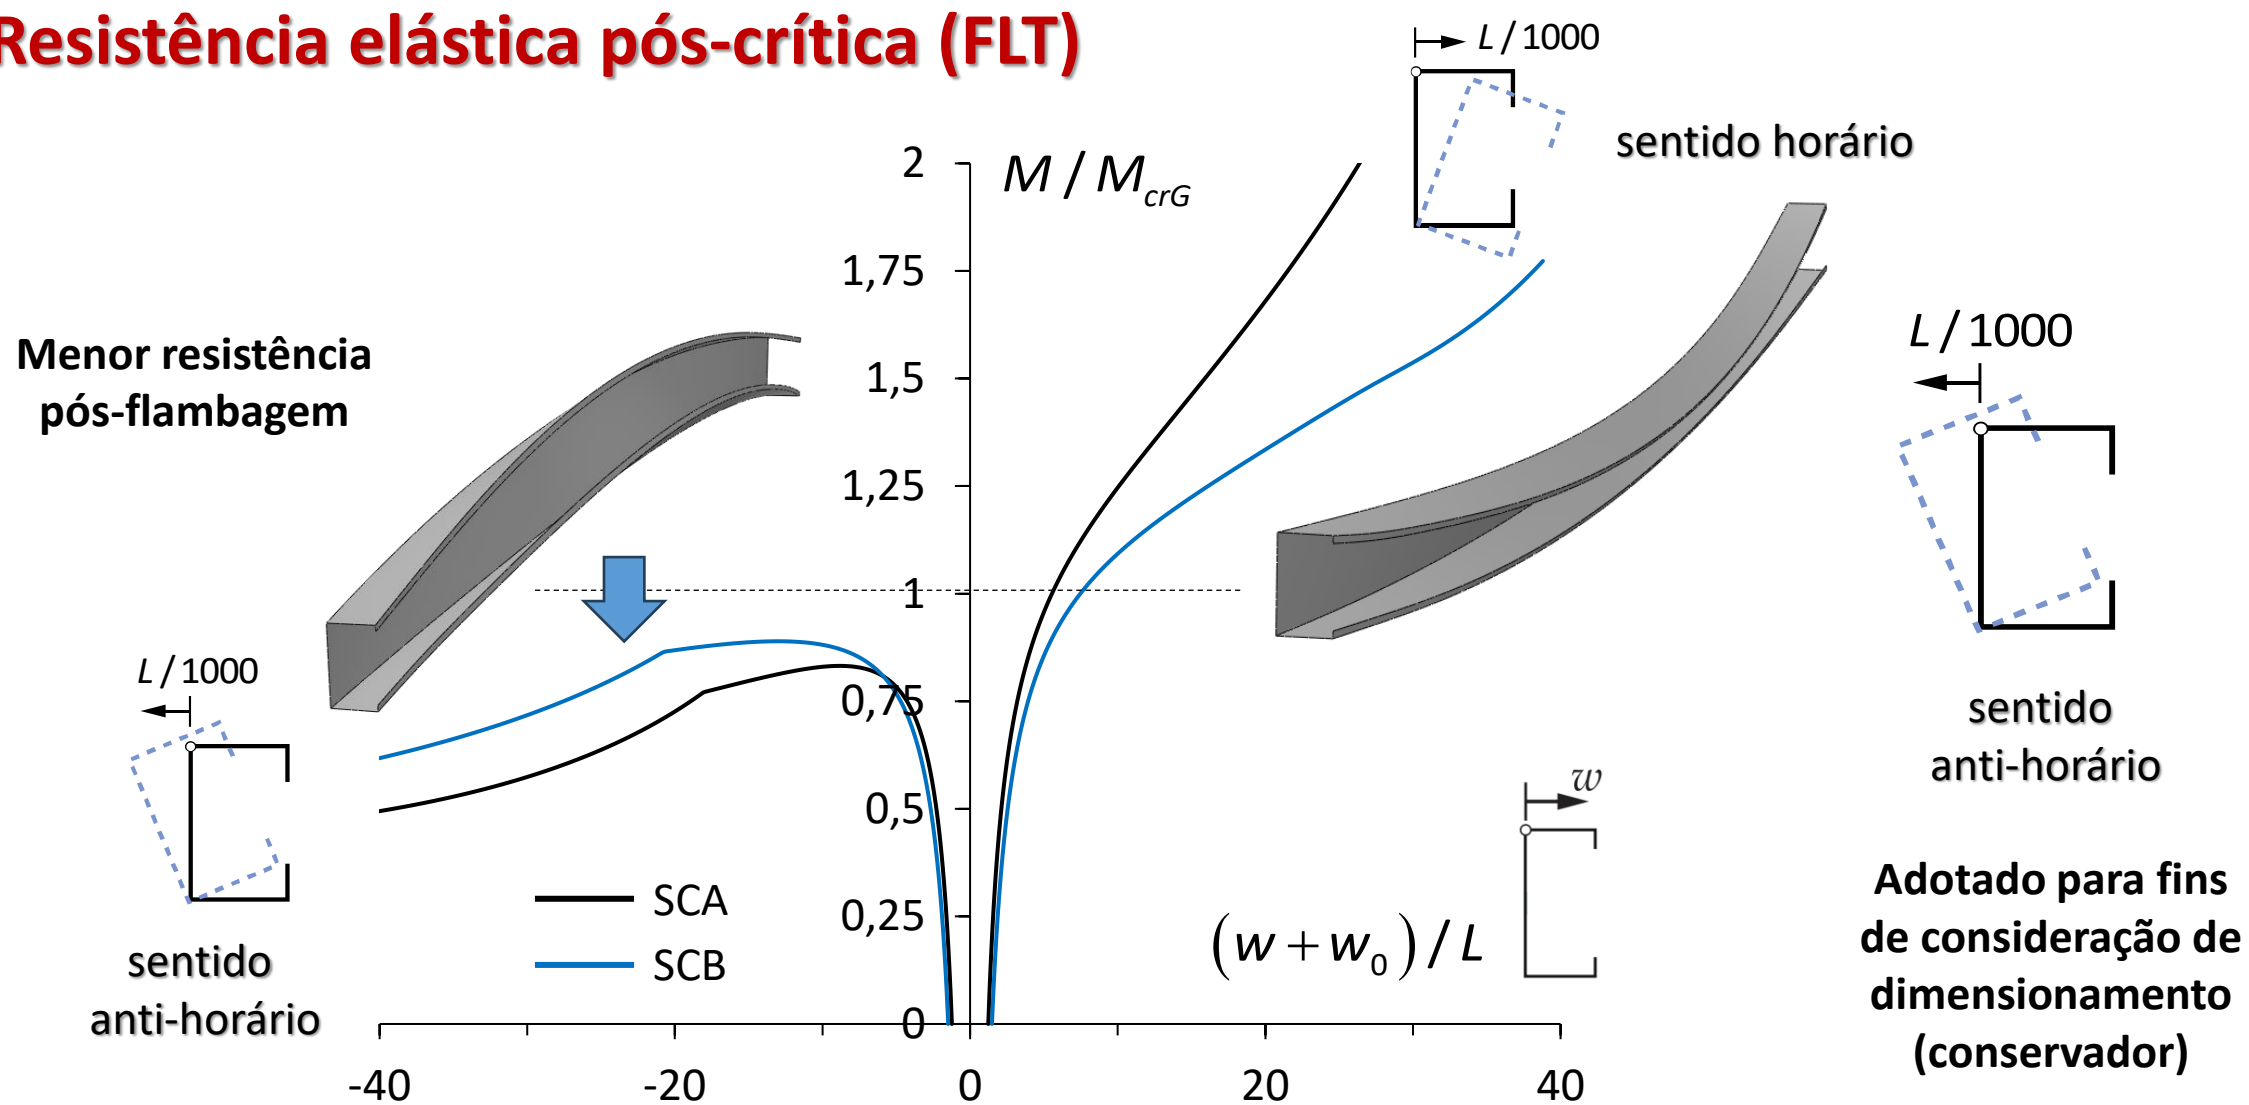 Resistência elástica pós-crítica (FLT)
L / 1000
sentido horário
M / M_crG
2
1,75
1,5
1,25
1
0,75
0,5
0,25
0
Menor resistência
pós-flambagem
L / 1000
sentido
anti-horário
SCA
SCB
L / 1000
sentido
anti-horário
w
(w + w_0) / L
Adotado para fins
de consideração de
dimensionamento
(conservador)
-40
-20
0
20
40